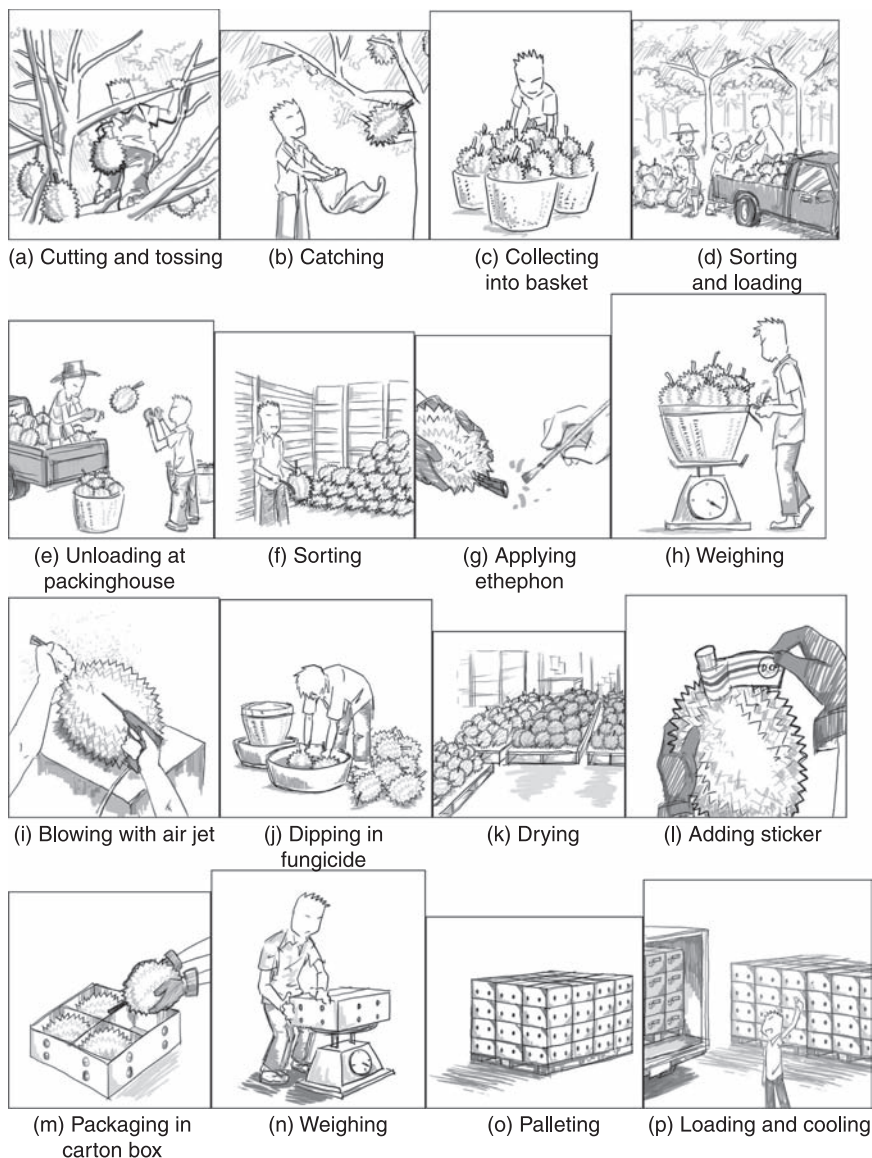 (a) Cutting and tossing
(b) Catching
(c) Collecting
into basket
(d) Sorting
and loading
(e) Unloading at
packinghouse
(f) Sorting
(g) Applying
ethephon
(h) Weighing
(i) Blowing with air jet
(j) Dipping in
fungicide
(k) Drying
(l) Adding sticker
(m) Packaging in
carton box
(n) Weighing
(o) Palleting
(p) Loading and cooling